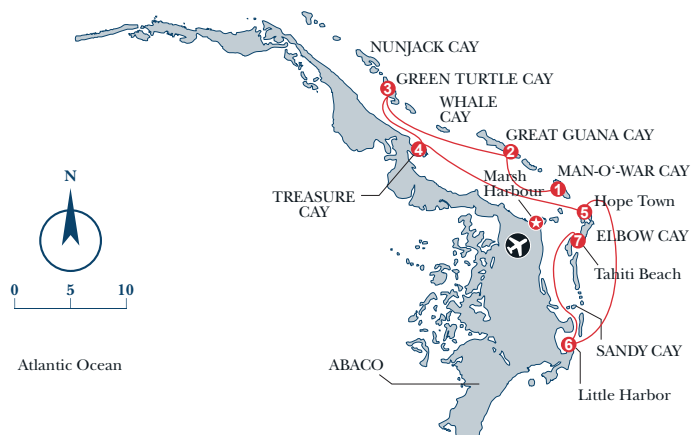 NUNJACK CAY
GREEN TURTLE CAY
3
WHALE
CAY
GREAT GUANA CAY
2
4
MAN-O‘-WAR CAY
Marsh
Harbour
1
TREASURE
CAY
Hope Town
5
N
ELBOW CAY
7
Tahiti Beach
0 5 10
SANDY CAY
6
Atlantic Ocean
ABACO
Little Harbor